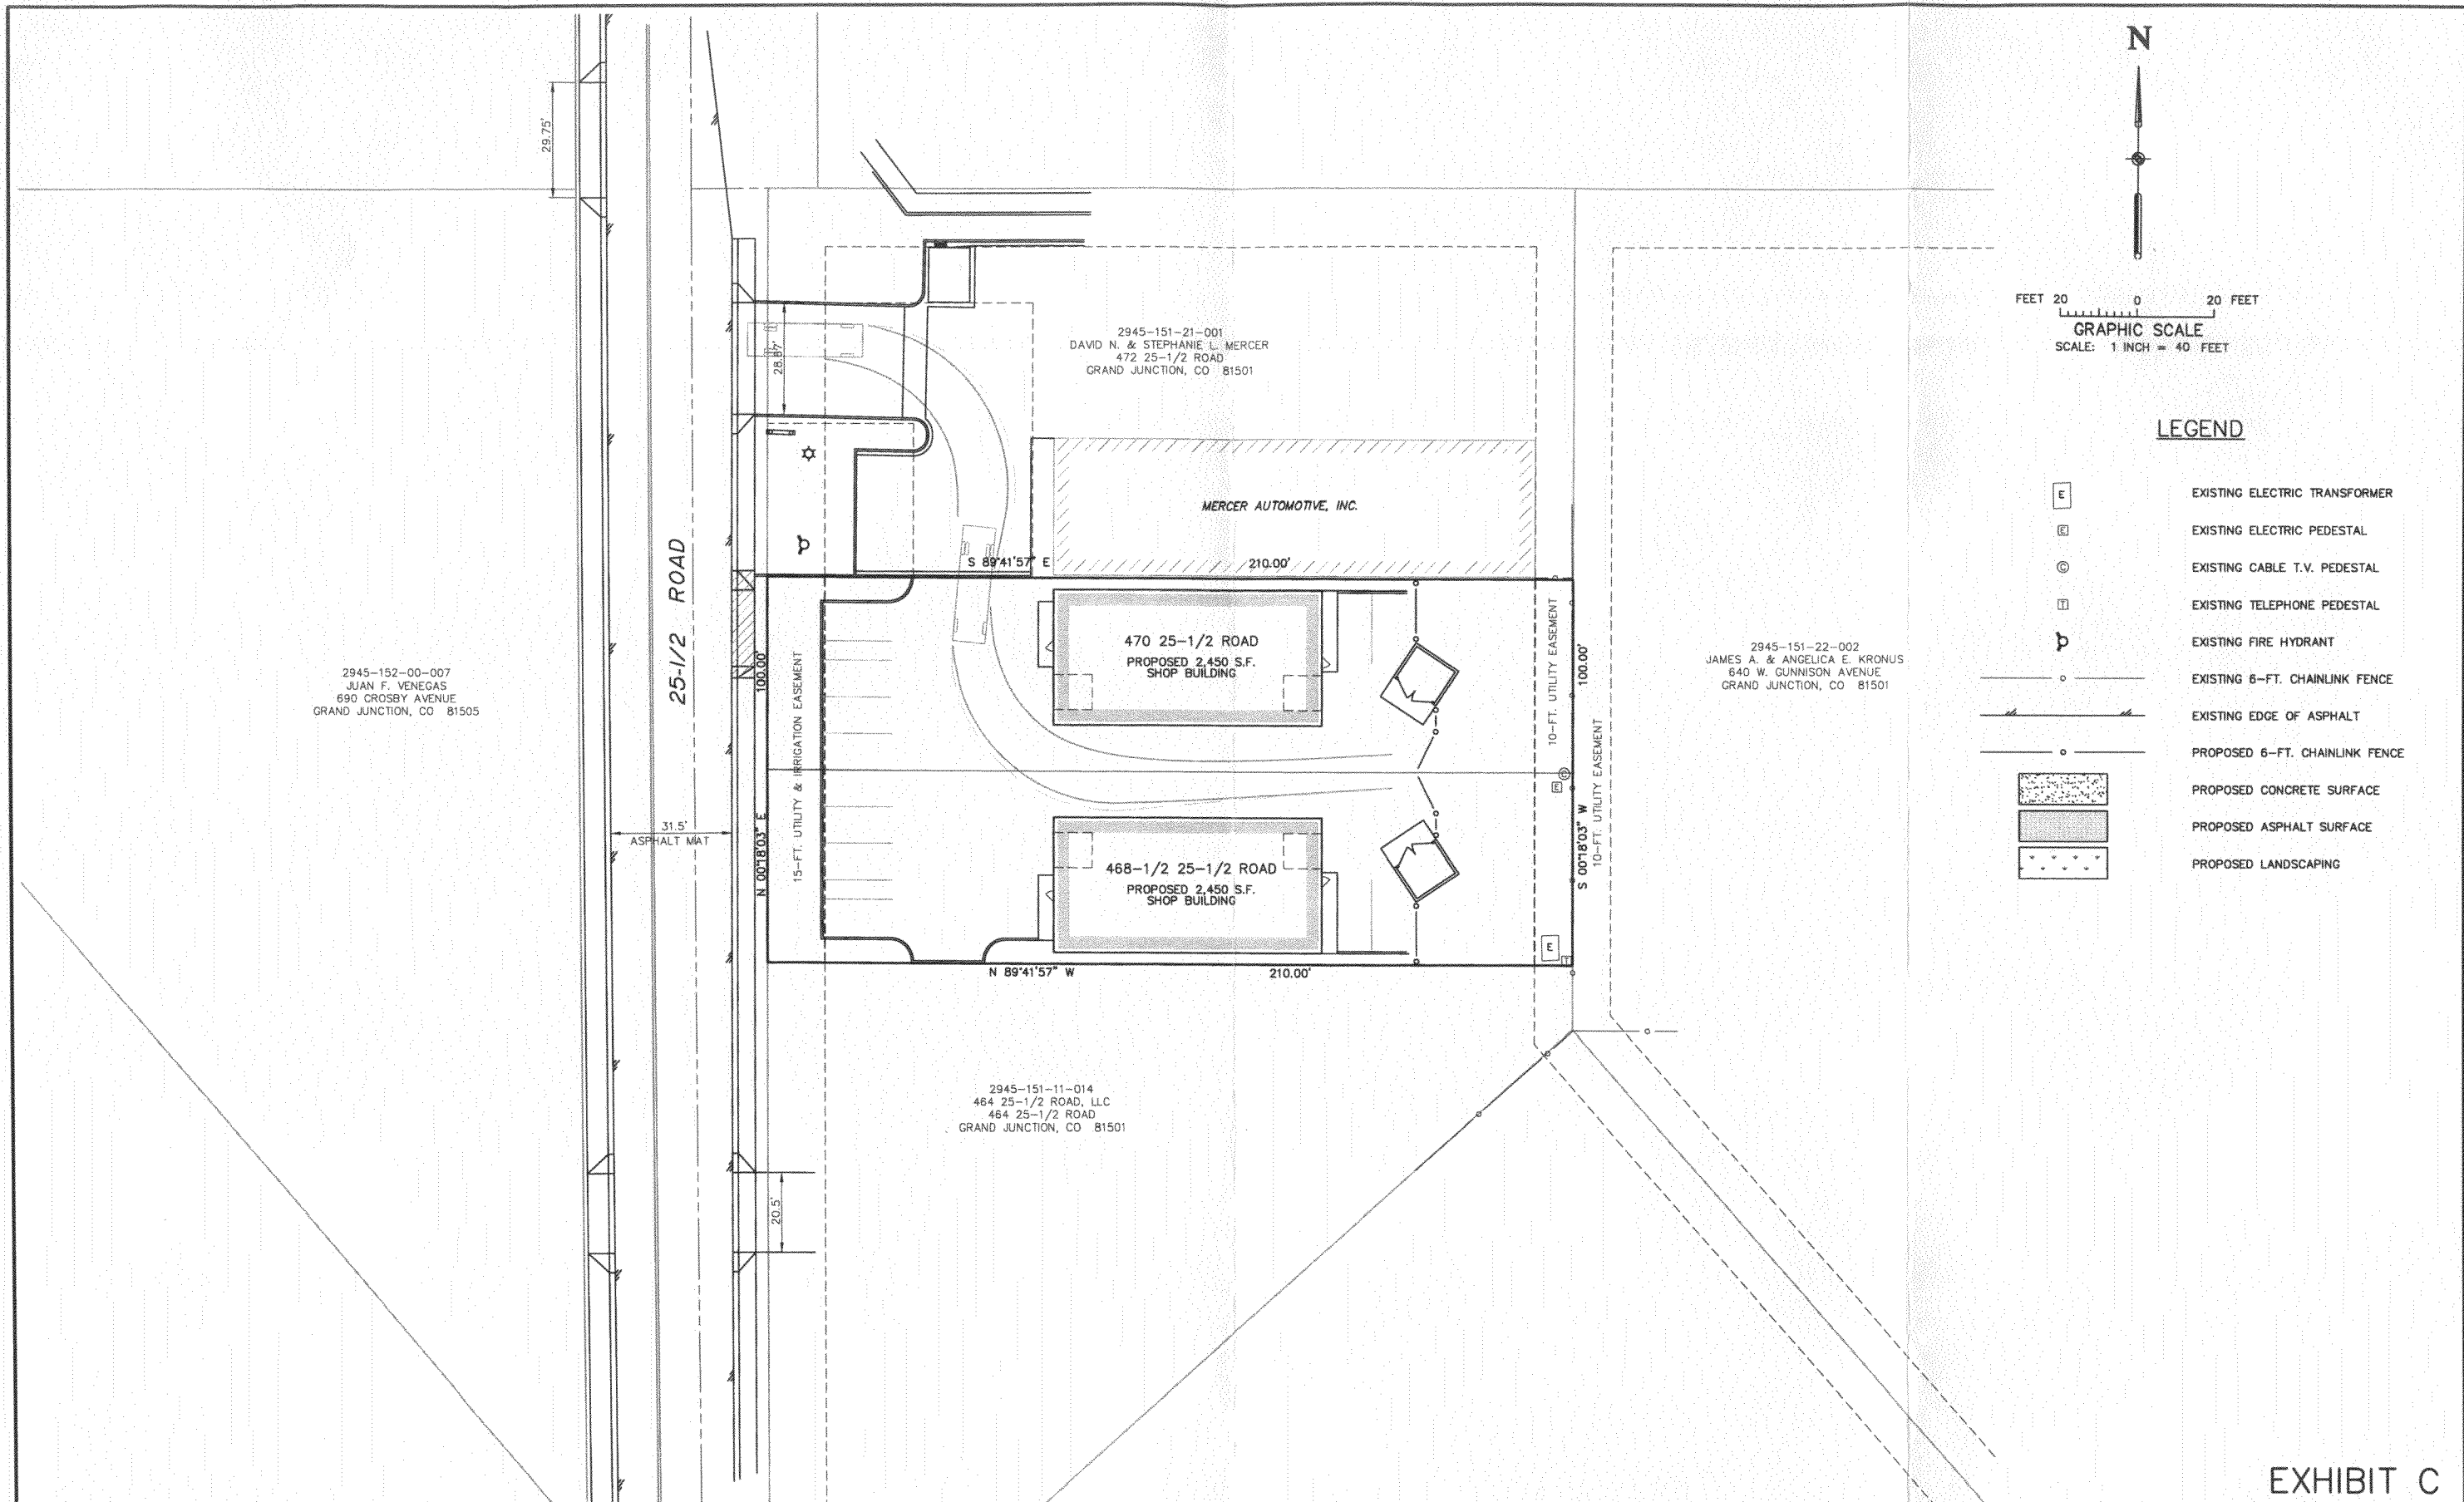 N
FEET 20 0 20 FEET
GRAPHIC SCALE
SCALE: 1 INCH = 40 FEET
LEGEND
E EXISTING ELECTRIC TRANSFORMER
E EXISTING ELECTRIC PEDESTAL
C EXISTING CABLE T.V. PEDESTAL
T EXISTING TELEPHONE PEDESTAL
EXISTING FIRE HYDRANT
EXISTING 6-FT. CHAINLINK FENCE
EXISTING EDGE OF ASPHALT
PROPOSED 6-FT. CHAINLINK FENCE
PROPOSED CONCRETE SURFACE
PROPOSED ASPHALT SURFACE
PROPOSED LANDSCAPING
29.75'
28.67'
2945-151-21-001
DAVID N. & STEPHANIE L. MERCER
472 25-1/2 ROAD
GRAND JUNCTION, CO 81501
MERCER AUTOMOTIVE, INC.
S 89°41'57" E 210.00'
25-1/2 ROAD
2945-152-00-007
JUAN F. VENEGAS
690 CROSBY AVENUE
GRAND JUNCTION, CO 81505
31.5'
ASPHALT MAT
N 00°18'03" E 100.00'
15-FT. UTILITY & IRRIGATION EASEMENT
470 25-1/2 ROAD
PROPOSED 2,450 S.F.
SHOP BUILDING
468-1/2 25-1/2 ROAD
PROPOSED 2,450 S.F.
SHOP BUILDING
10-FT. UTILITY EASEMENT
S 00°18'03" W 100.00'
10-FT. UTILITY EASEMENT
C
E
E
T
2945-151-22-002
JAMES A. & ANGELICA E. KRONUS
640 W. GUNNISON AVENUE
GRAND JUNCTION, CO 81501
N 89°41'57" W 210.00'
2945-151-11-014
464 25-1/2 ROAD, LLC
464 25-1/2 ROAD
GRAND JUNCTION, CO 81501
20.5'
EXHIBIT C